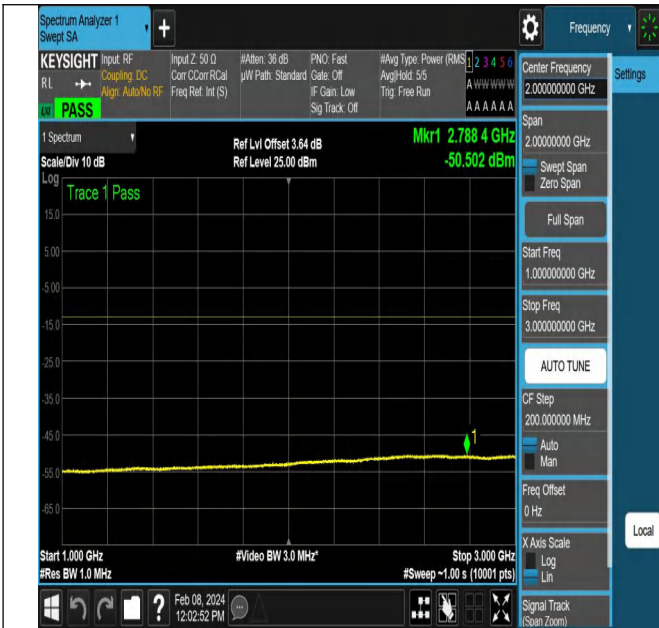 Spectrum Analyzer 1
Swept SA
+
Frequency
KEYSIGHT
RL
Input: RF
Coupling: DC
Align: Auto/No RF
Input Z: 50 Ω
Corr CCorr RCal
Freq Ref: Int (S)
#Atten: 36 dB
µW Path: Standard
PNO: Fast
Gate: Off
IF Gain: Low
Sig Track: Off
#Avg Type: Power (RMS
Avg|Hold: 5/5
Trig: Free Run
1 2 3 4 5 6
A W W W W W
A A A A A A
PASS
1 Spectrum
Scale/Div 10 dB
Ref Lvl Offset 3.64 dB
Ref Level 25.00 dBm
Mkr1 2.788 4 GHz
-50.502 dBm
Log
Trace 1 Pass
15.0
5.00
-5.00
-15.0
-25.0
-35.0
-45.0
-55.0
-65.0
1
Start 1.000 GHz
#Res BW 1.0 MHz
#Video BW 3.0 MHz*
Stop 3.000 GHz
#Sweep ~1.00 s (10001 pts)
?
Feb 08, 2024
12:02:52 PM
Center Frequency
2.000000000 GHz
Settings
Span
2.00000000 GHz
Swept Span
Zero Span
Full Span
Start Freq
1.000000000 GHz
Stop Freq
3.000000000 GHz
AUTO TUNE
CF Step
200.000000 MHz
Auto
Man
Freq Offset
0 Hz
Local
X Axis Scale
Log
Lin
Signal Track
(Span Zoom)